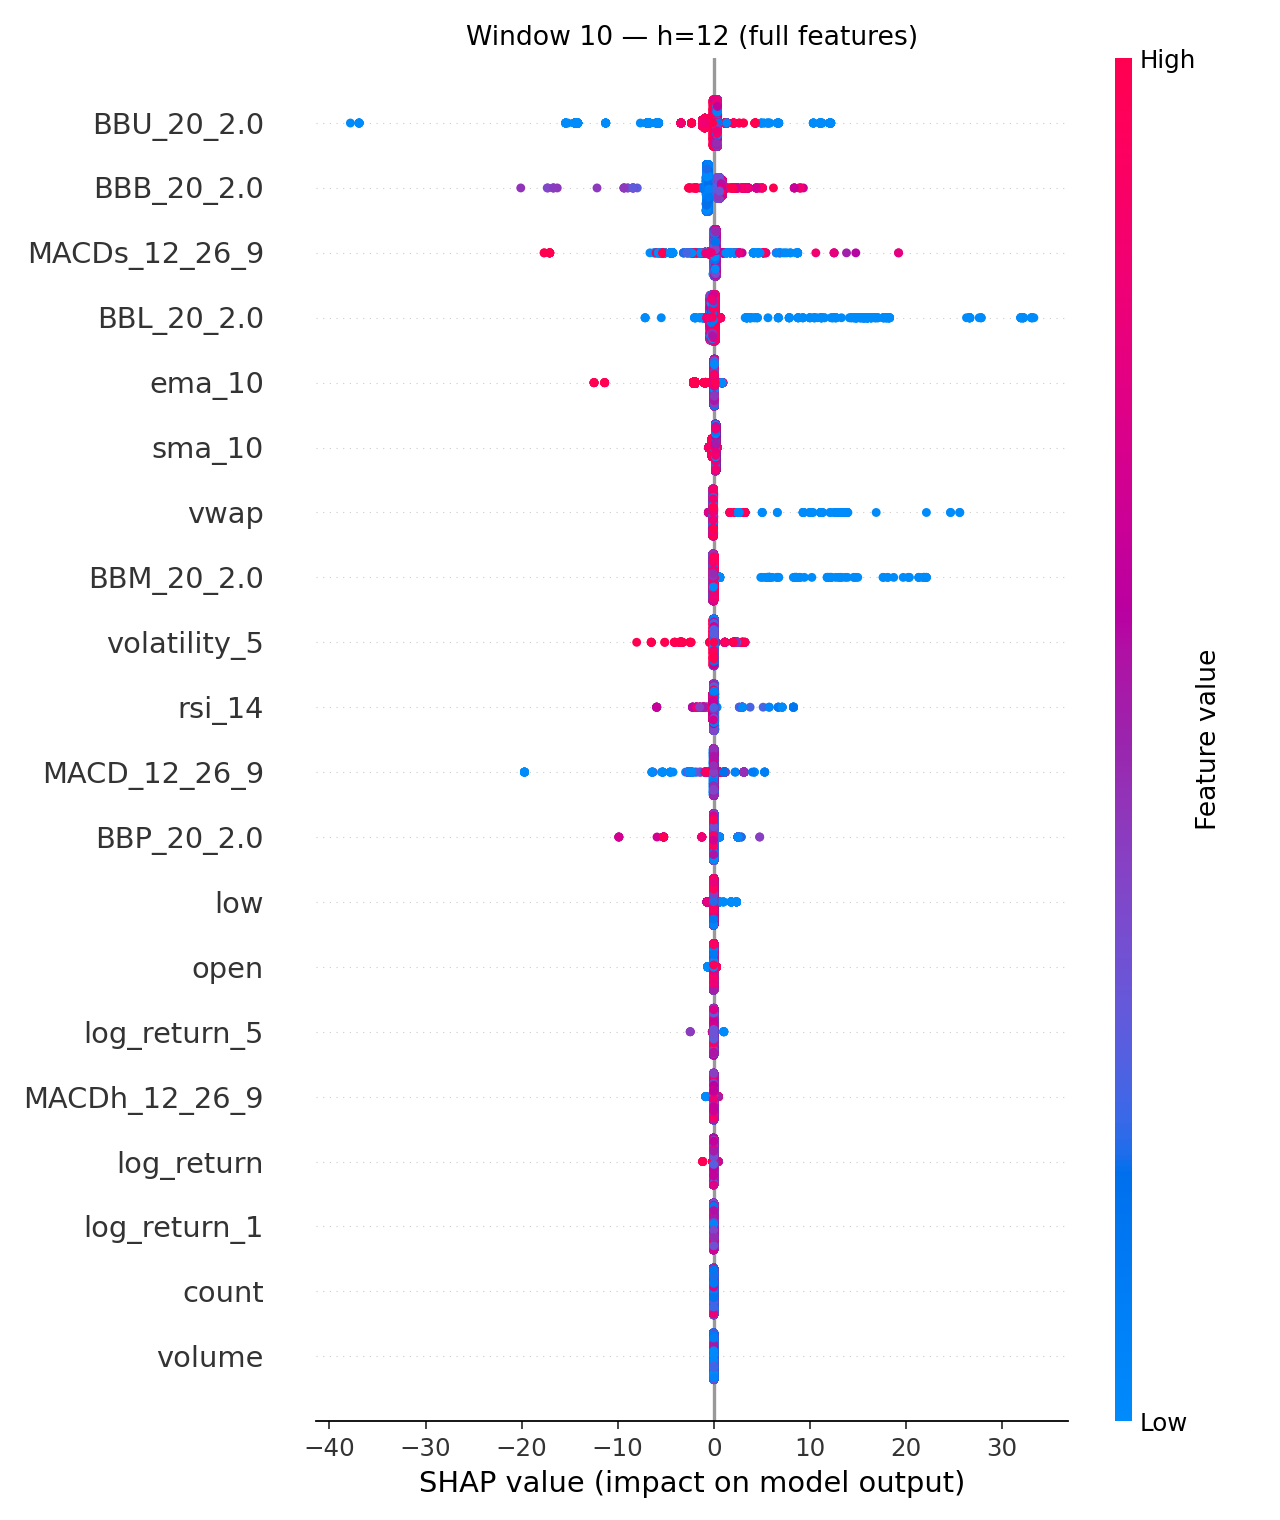 Window 10 — h=12 (full features)
High
BBU_20_2.0
BBB_20_2.0
MACDs_12_26_9
BBL_20_2.0
ema_10
sma_10
vwap
BBM_20_2.0
volatility_5
rsi_14
MACD_12_26_9
BBP_20_2.0
low
open
log_return_5
MACDh_12_26_9
log_return
log_return_1
count
volume
Feature value
Low
−40 −30 −20 −10 0 10 20 30
SHAP value (impact on model output)